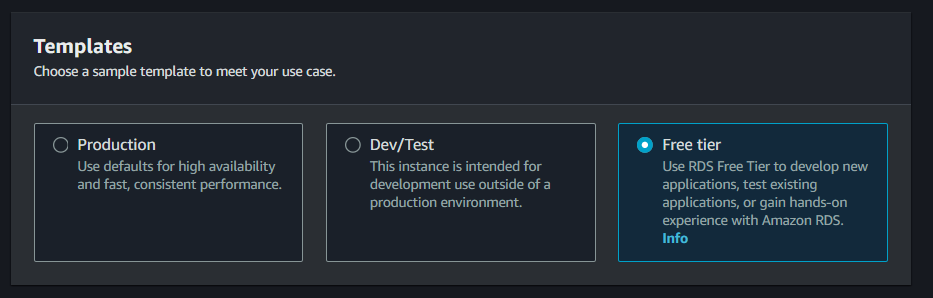 Templates
Choose a sample template to meet your use case.
Production
Use defaults for high availability
and fast, consistent performance.
Dev/Test
This instance is intended for
development use outside of a
production environment.
Free tier
Use RDS Free Tier to develop new
applications, test existing
applications, or gain hands-on
experience with Amazon RDS.
Info